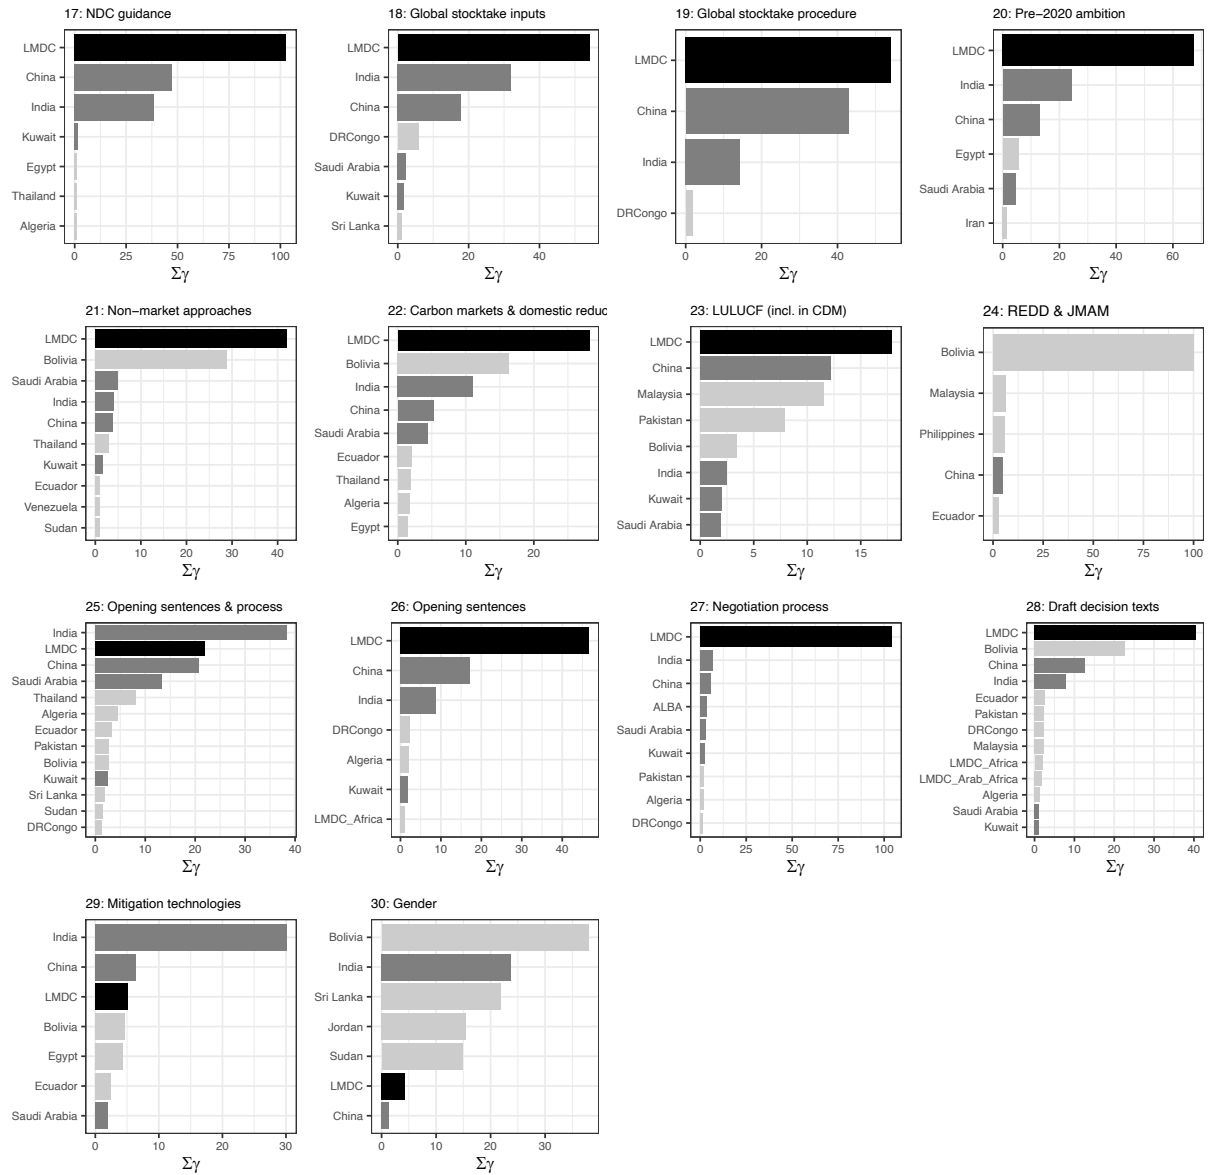 17: NDC guidance
LMDC
China
India
Kuwait
Egypt
Thailand
Algeria
0 25 50 75 100
Σγ
18: Global stocktake inputs
LMDC
India
China
DRCongo
Saudi Arabia
Kuwait
Sri Lanka
0 20 40
Σγ
19: Global stocktake procedure
LMDC
China
India
DRCongo
0 20 40
Σγ
20: Pre−2020 ambition
LMDC
India
China
Egypt
Saudi Arabia
Iran
0 20 40 60
Σγ
21: Non−market approaches
LMDC
Bolivia
Saudi Arabia
India
China
Thailand
Kuwait
Ecuador
Venezuela
Sudan
0 10 20 30 40
Σγ
22: Carbon markets & domestic reduc
LMDC
Bolivia
India
China
Saudi Arabia
Ecuador
Thailand
Algeria
Egypt
0 10 20
Σγ
23: LULUCF (incl. in CDM)
LMDC
China
Malaysia
Pakistan
Bolivia
India
Kuwait
Saudi Arabia
0 5 10 15
Σγ
24: REDD & JMAM
Bolivia
Malaysia
Philippines
China
Ecuador
0 25 50 75 100
Σγ
25: Opening sentences & process
India
LMDC
China
Saudi Arabia
Thailand
Algeria
Ecuador
Pakistan
Bolivia
Kuwait
Sri Lanka
Sudan
DRCongo
0 10 20 30 40
Σγ
26: Opening sentences
LMDC
China
India
DRCongo
Algeria
Kuwait
LMDC_Africa
0 10 20 30 40
Σγ
27: Negotiation process
LMDC
India
China
ALBA
Saudi Arabia
Kuwait
Pakistan
Algeria
DRCongo
0 25 50 75 100
Σγ
28: Draft decision texts
LMDC
Bolivia
China
India
Ecuador
Pakistan
DRCongo
Malaysia
LMDC_Africa
LMDC_Arab_Africa
Algeria
Saudi Arabia
Kuwait
0 10 20 30 40
Σγ
29: Mitigation technologies
India
China
LMDC
Bolivia
Egypt
Ecuador
Saudi Arabia
0 10 20 30
Σγ
30: Gender
Bolivia
India
Sri Lanka
Jordan
Sudan
LMDC
China
0 10 20 30
Σγ